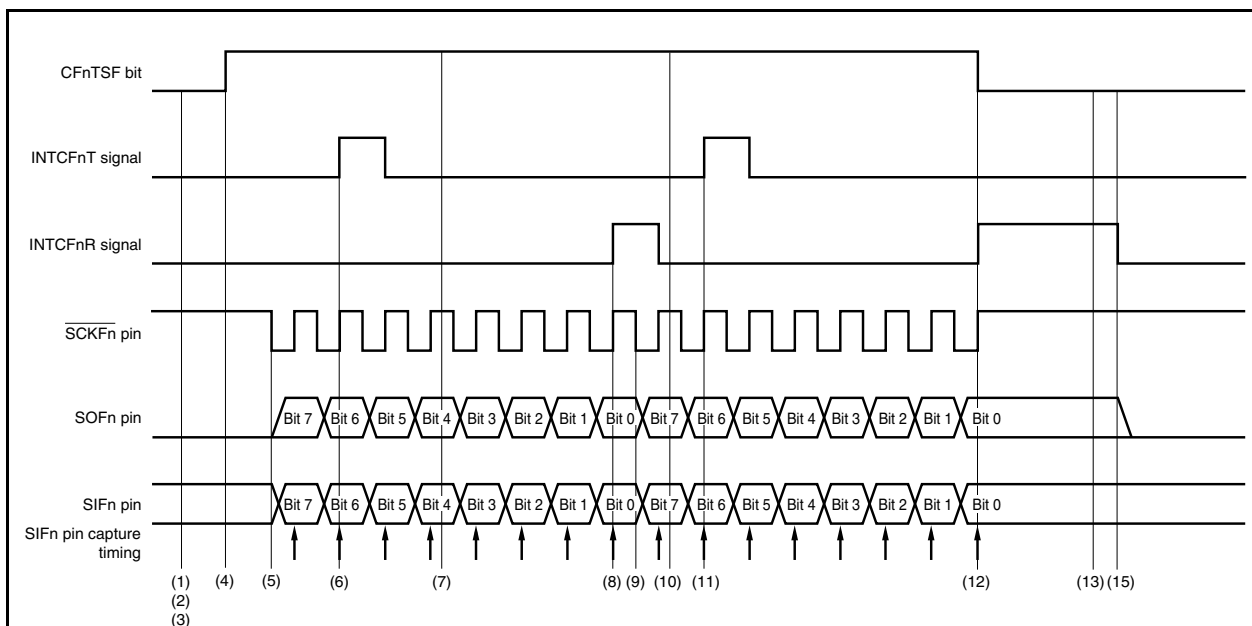 CFnTSF bit
INTCFnT signal
INTCFnR signal
SCKFn pin
SOFn pin
Bit 7 Bit 6 Bit 5 Bit 4 Bit 3 Bit 2 Bit 1 Bit 0 Bit 7 Bit 6 Bit 5 Bit 4 Bit 3 Bit 2 Bit 1 Bit 0
SIFn pin
Bit 7 Bit 6 Bit 5 Bit 4 Bit 3 Bit 2 Bit 1 Bit 0 Bit 7 Bit 6 Bit 5 Bit 4 Bit 3 Bit 2 Bit 1 Bit 0
SIFn pin capture
timing
(1) (4) (5) (6) (7) (8) (9) (10) (11) (12) (13) (15)
(2)
(3)